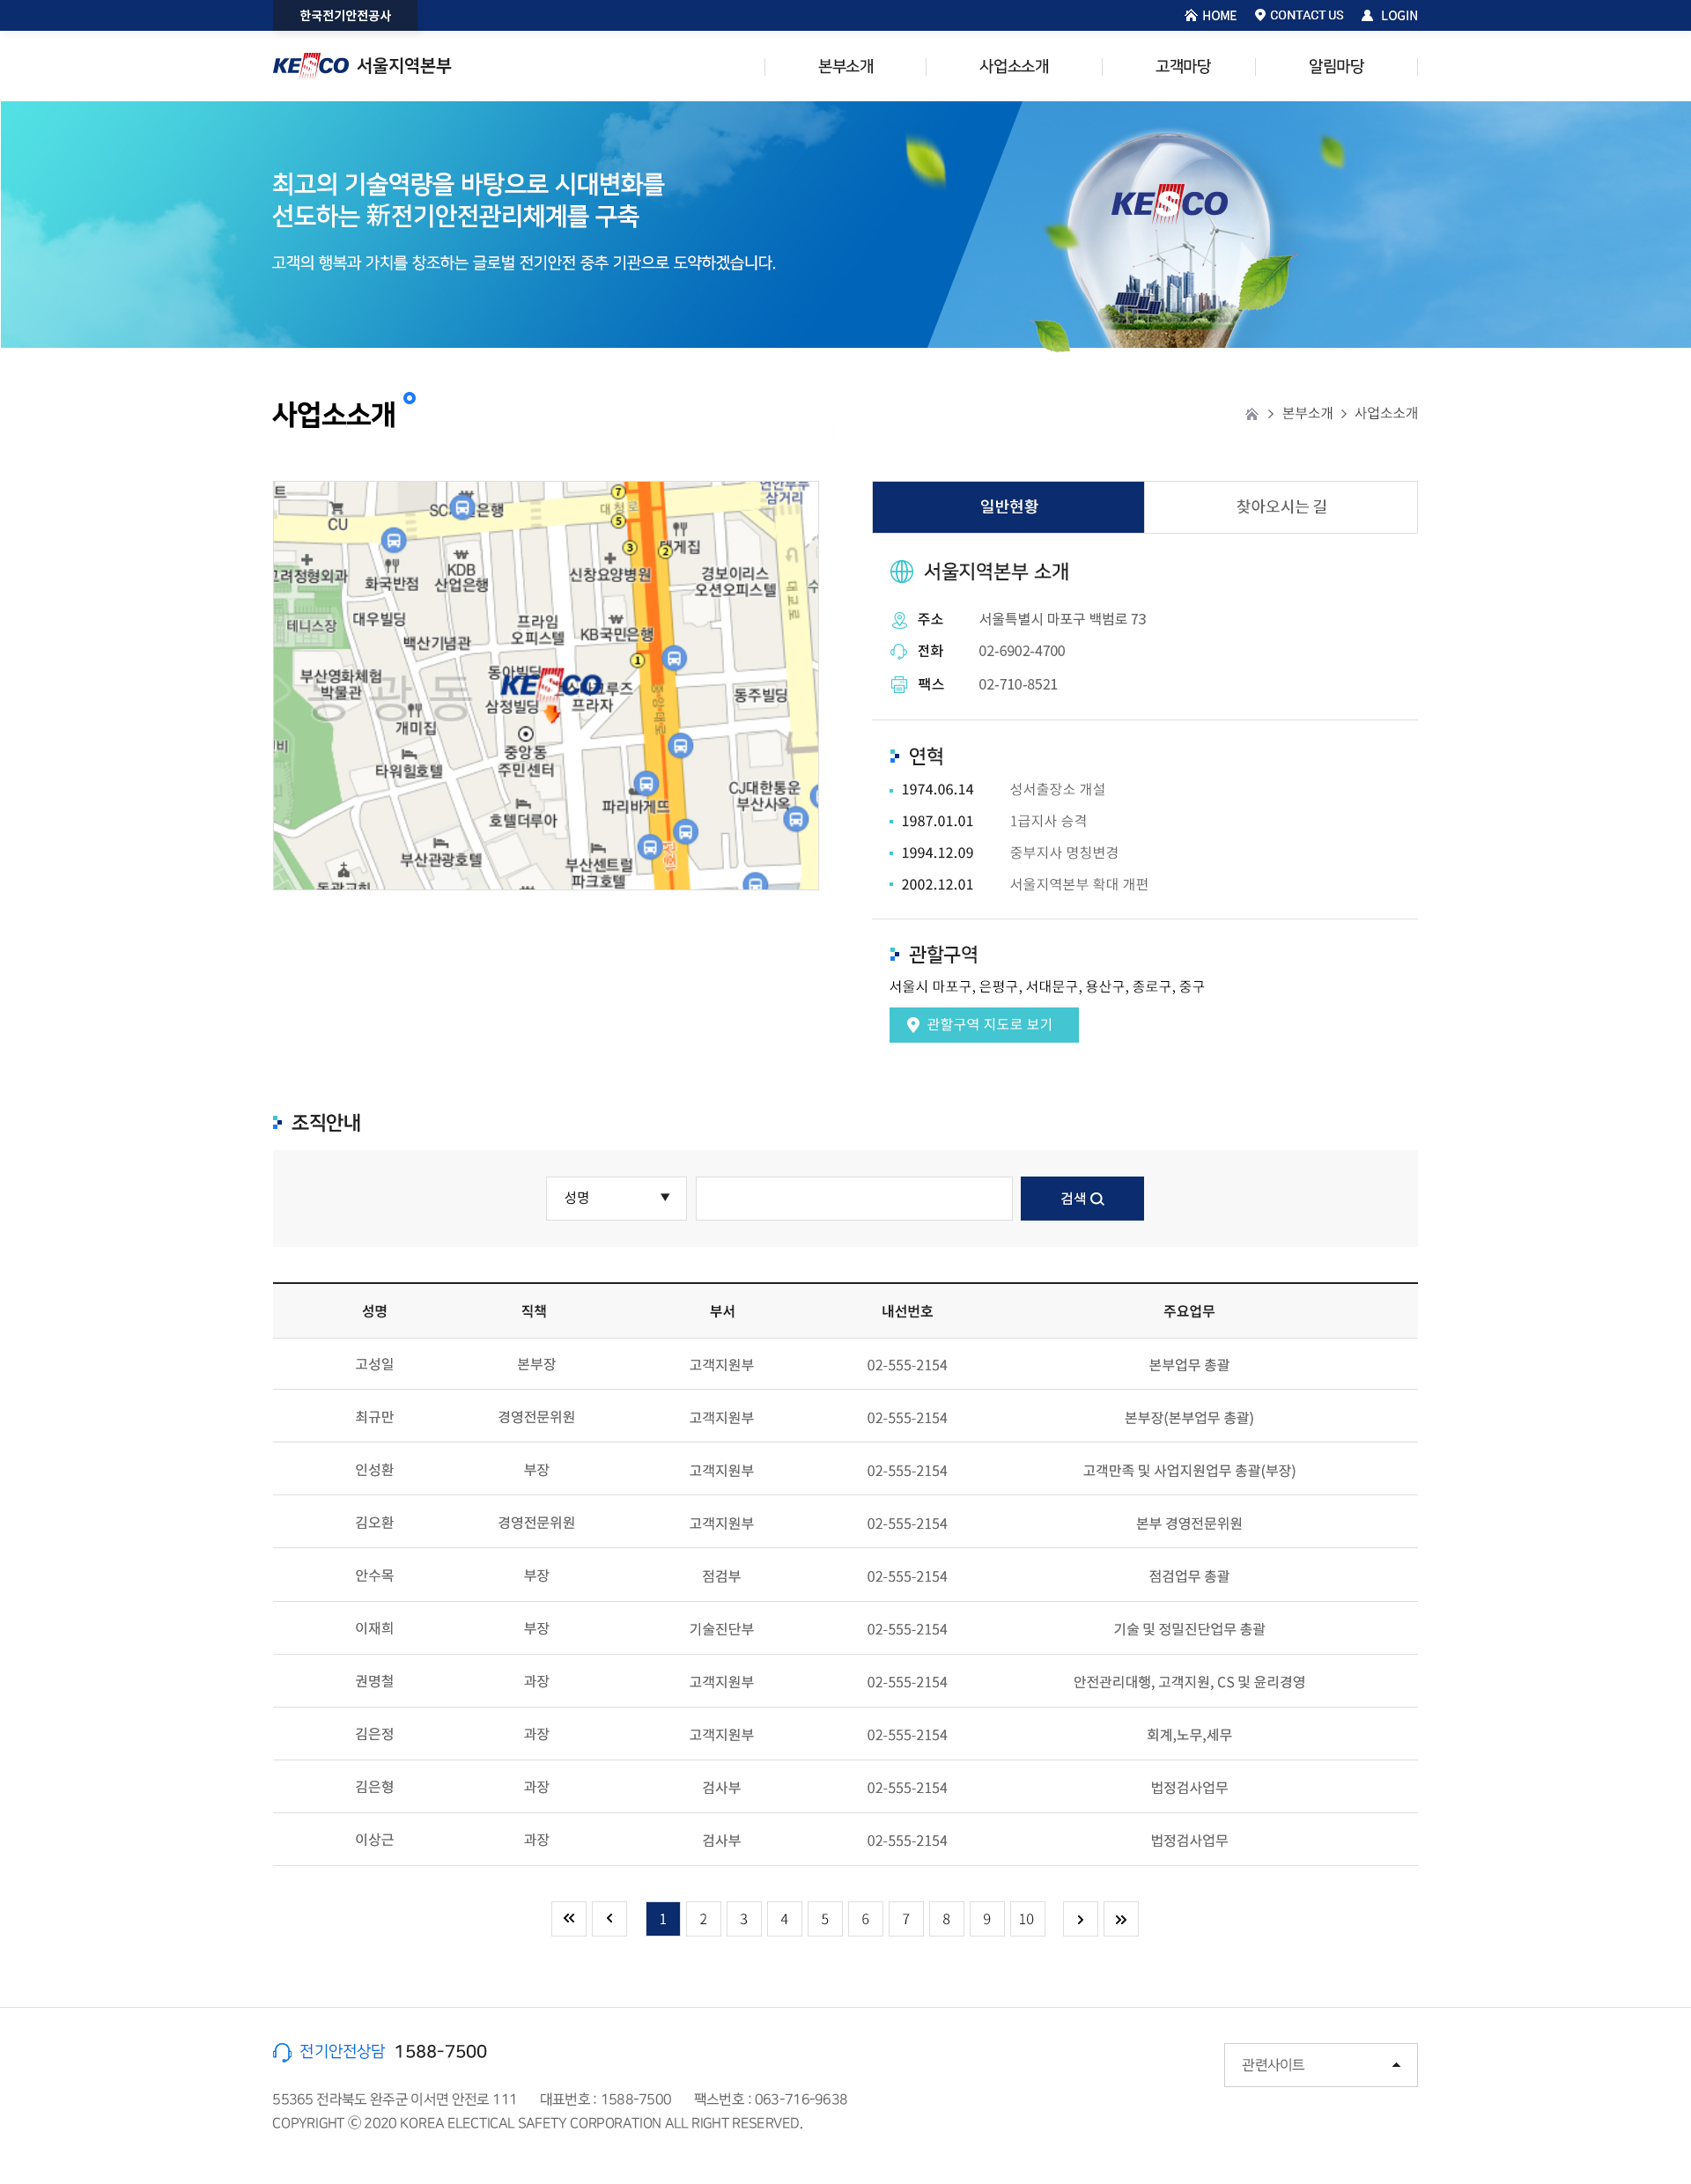 한국전기안전공사
HOME
CONTACT US
LOGIN
KESCO 서울지역본부
본부소개
사업소소개
고객마당
알림마당
최고의 기술역량을 바탕으로 시대변화를
선도하는 新전기안전관리체계를 구축
고객의 행복과 가치를 창조하는 글로벌 전기안전 중추 기관으로 도약하겠습니다.
KESCO
사업소소개
본부소개 > 사업소소개
삼거리
CU
7
5
3
2
KDB
산업은행
화국반점
신창요양병원
경보이리스
오션오피스텔
대우빌딩
테니스장
백산기념관
프라임
오피스텔
KB국민은행
1
부산영화체험
박물관
동아빌딩
KESCO
삼정빌딩
프라자
동주빌딩
개미집
중앙동
주민센터
타워힐호텔
파리바게뜨
CJ대한통운
부산사옥
호텔더루아
부산관광호텔
부산센트럴
파크호텔
1호선
일반현황
찾아오시는 길
서울지역본부 소개
주소 서울특별시 마포구 백범로 73
전화 02-6902-4700
팩스 02-710-8521
연혁
1974.06.14 성서출장소 개설
1987.01.01 1급지사 승격
1994.12.09 중부지사 명칭변경
2002.12.01 서울지역본부 확대 개편
관할구역
서울시 마포구, 은평구, 서대문구, 용산구, 종로구, 중구
관할구역 지도로 보기
조직안내
성명 ▼
검색
성명 직책 부서 내선번호 주요업무
고성일 본부장 고객지원부 02-555-2154 본부업무 총괄
최규만 경영전문위원 고객지원부 02-555-2154 본부장(본부업무 총괄)
인성환 부장 고객지원부 02-555-2154 고객만족 및 사업지원업무 총괄(부장)
김오환 경영전문위원 고객지원부 02-555-2154 본부 경영전문위원
안수목 부장 점검부 02-555-2154 점검업무 총괄
이재희 부장 기술진단부 02-555-2154 기술 및 정밀진단업무 총괄
권명철 과장 고객지원부 02-555-2154 안전관리대행, 고객지원, CS 및 윤리경영
김은정 과장 고객지원부 02-555-2154 회계,노무,세무
김은형 과장 검사부 02-555-2154 법정검사업무
이상근 과장 검사부 02-555-2154 법정검사업무
1 2 3 4 5 6 7 8 9 10
전기안전상담 1588-7500
관련사이트
55365 전라북도 완주군 이서면 안전로 111 대표번호 : 1588-7500 팩스번호 : 063-716-9638
COPYRIGHT ⓒ 2020 KOREA ELECTICAL SAFETY CORPORATION ALL RIGHT RESERVED.